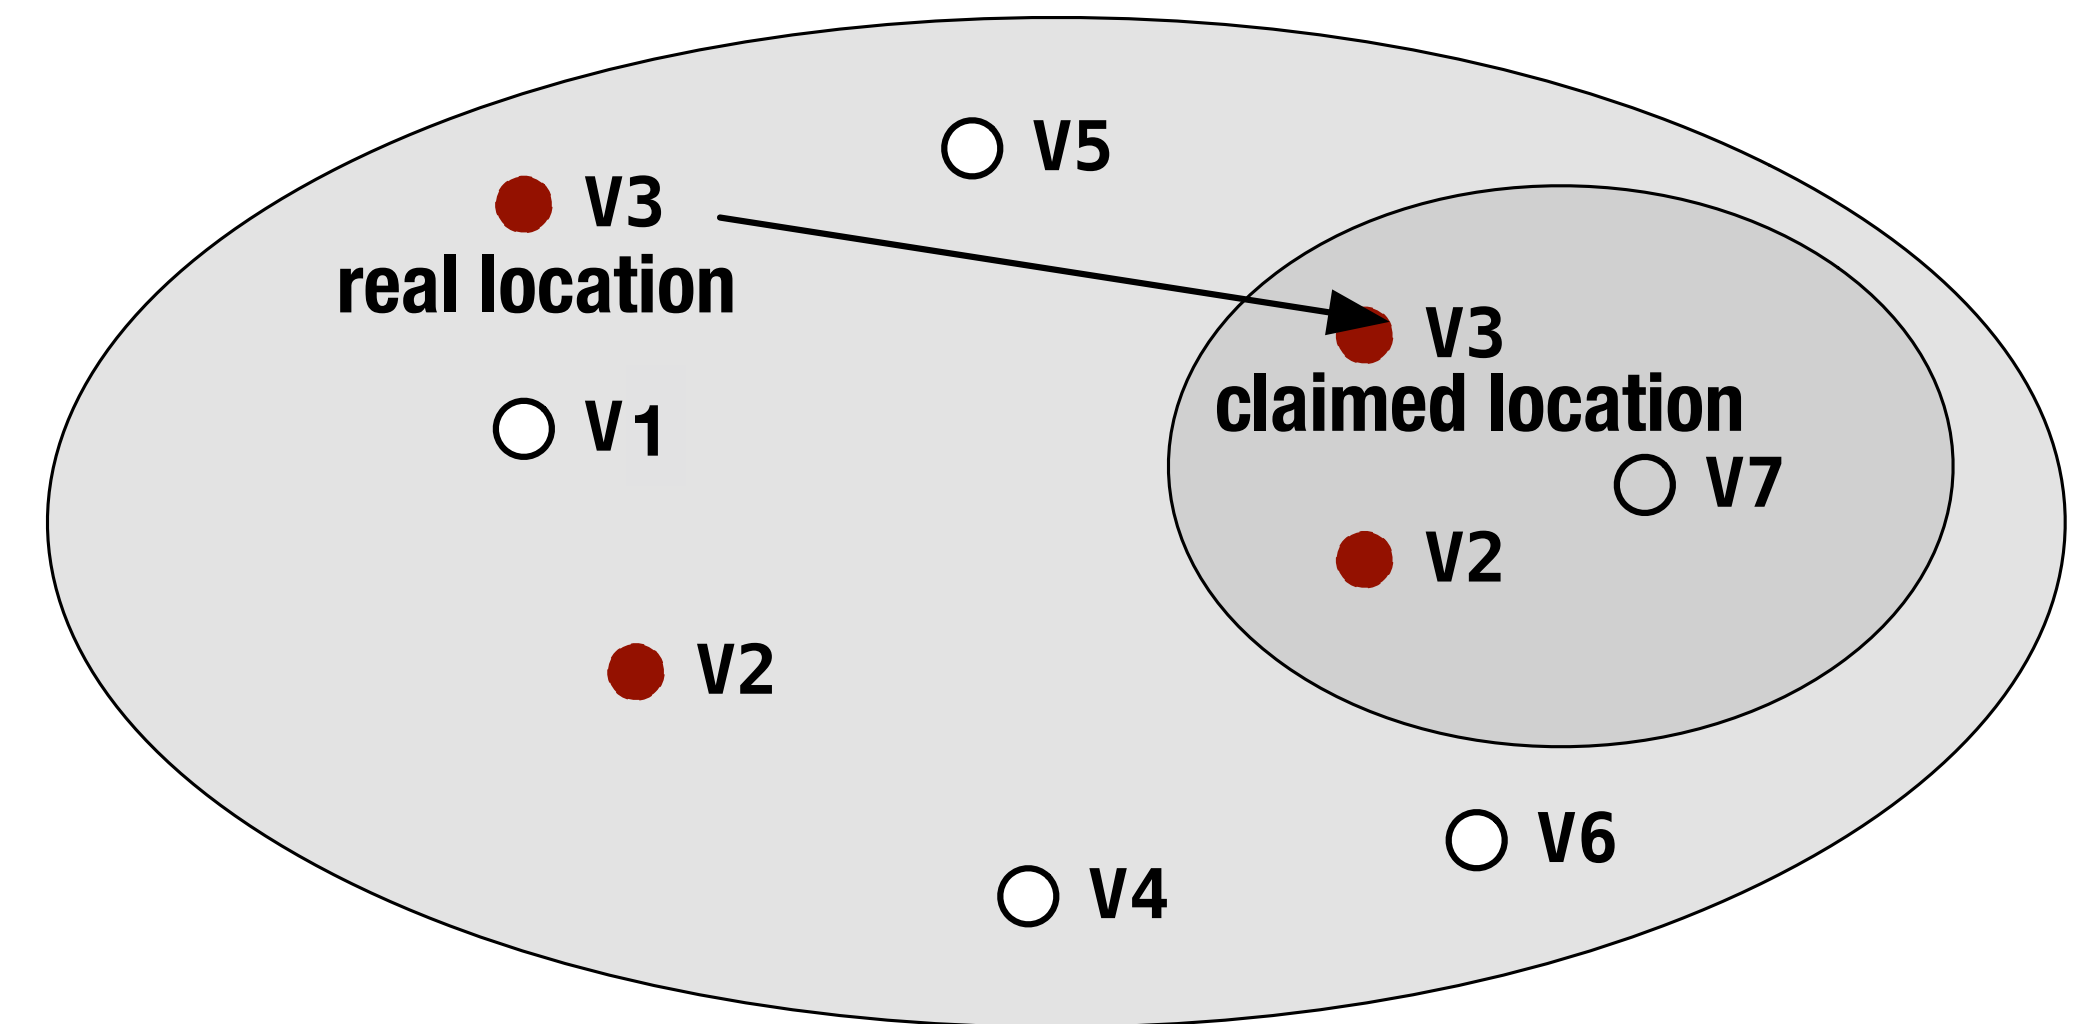 V5
V3
real location
V3
claimed location
V1
V7
V2
V2
V6
V4